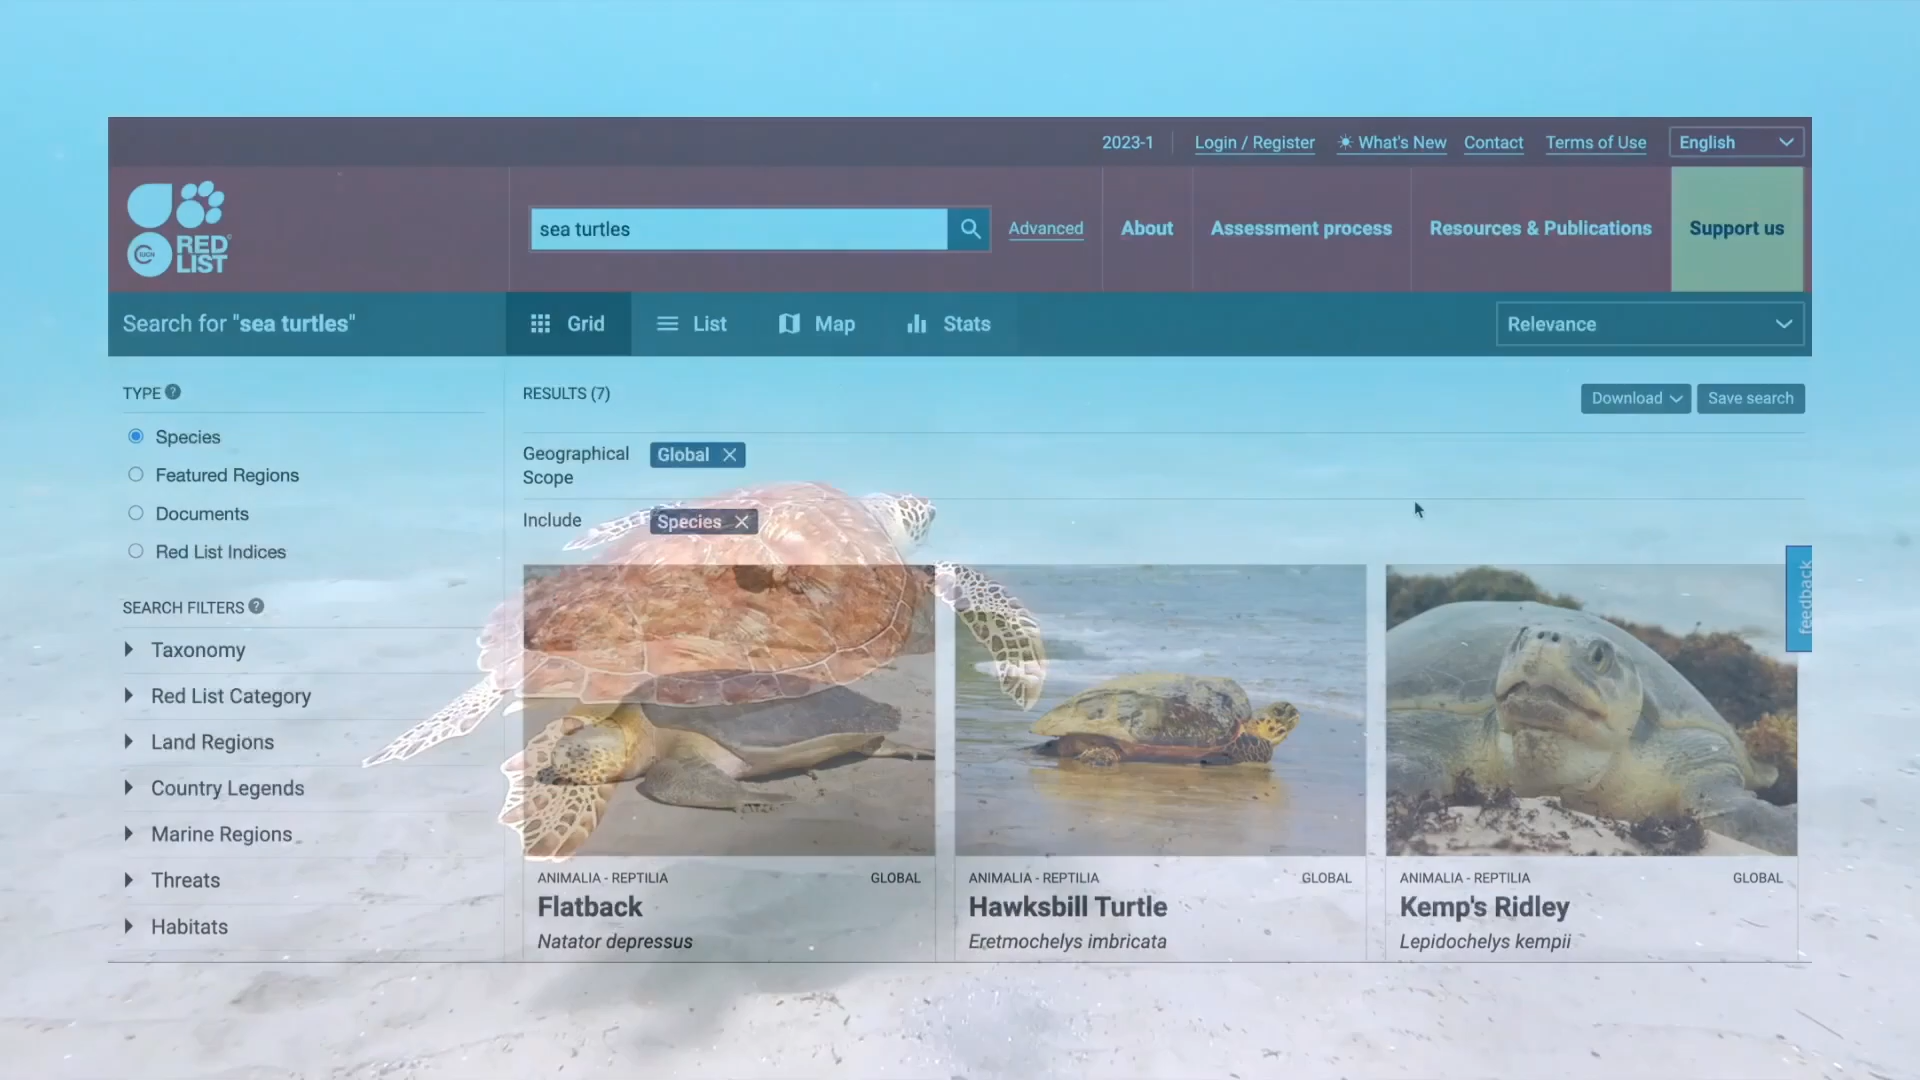 2023-1
Login / Register
What's New
Contact
Terms of Use
English
IUCN
RED
LIST
sea turtles
Advanced
About
Assessment process
Resources & Publications
Support us
Search for "sea turtles"
Grid
List
Map
Stats
Relevance
TYPE ?
Species
Featured Regions
Documents
Red List Indices
SEARCH FILTERS ?
Taxonomy
Red List Category
Land Regions
Country Legends
Marine Regions
Threats
Habitats
RESULTS (7)
Download
Save search
Geographical
Scope
Global
Include
Species
feedback
ANIMALIA - REPTILIA GLOBAL
Flatback
Natator depressus
ANIMALIA - REPTILIA GLOBAL
Hawksbill Turtle
Eretmochelys imbricata
ANIMALIA - REPTILIA GLOBAL
Kemp's Ridley
Lepidochelys kempii